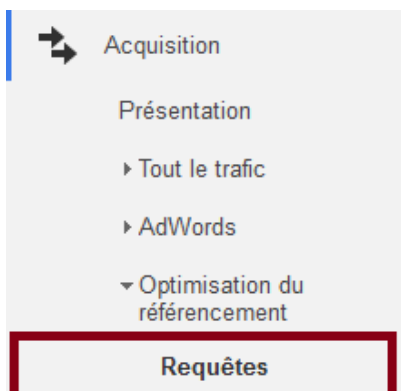 Acquisition
Présentation
Tout le trafic
AdWords
Optimisation du
référencement
Requêtes